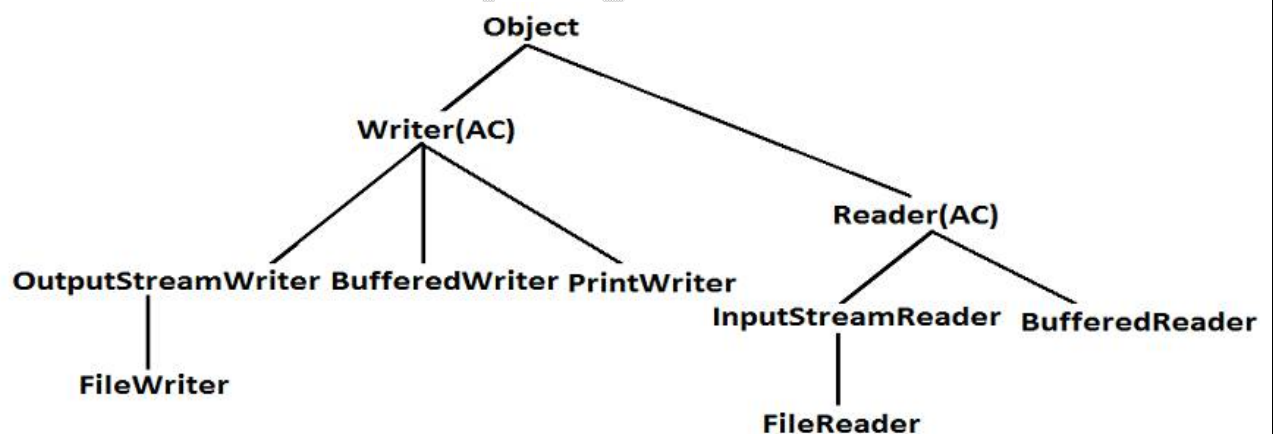 Object
Writer(AC)
Reader(AC)
OutputStreamWriter BufferedWriter PrintWriter
InputStreamReader BufferedReader
FileWriter
FileReader